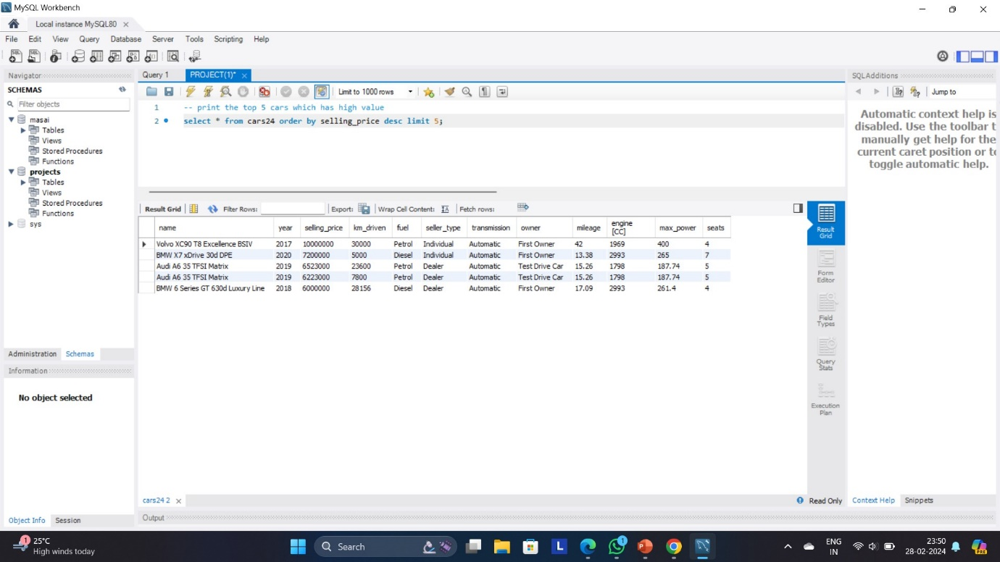 MySQL Workbench
Local instance MySQL80
File Edit View Query Database Server Tools Scripting Help
Navigator
SCHEMAS
Filter objects
masai
Tables
Views
Stored Procedures
Functions
projects
Tables
Views
Stored Procedures
Functions
sys
Administration Schemas
Information
No object selected
Object Info Session
Query 1 PROJECT(1)*
Limit to 1000 rows
1 -- print the top 5 cars which has high value
2 select * from cars24 order by selling_price desc limit 5;
Result Grid Filter Rows: Export: Wrap Cell Content: Fetch rows:
name year selling_price km_driven fuel seller_type transmission owner mileage engine [CC] max_power seats
Volvo XC90 T8 Excellence BSIV 2017 10000000 30000 Petrol Individual Automatic First Owner 42 1969 400 4
BMW X7 xDrive 30d DPE 2020 7200000 5000 Diesel Individual Automatic First Owner 13.38 2993 265 7
Audi A6 35 TFSI Matrix 2019 6523000 23600 Petrol Dealer Automatic Test Drive Car 15.26 1798 187.74 5
Audi A6 35 TFSI Matrix 2019 6223000 7800 Petrol Dealer Automatic Test Drive Car 15.26 1798 187.74 5
BMW 6 Series GT 630d Luxury Line 2018 6000000 28156 Diesel Dealer Automatic First Owner 17.09 2993 261.4 4
Result
Grid
Form
Editor
Field
Types
Query
Stats
Execution
Plan
cars24 2
Read Only
Output
SQLAdditions
Jump to
Automatic context help is
disabled. Use the toolbar t
manually get help for the
current caret position or to
toggle automatic help.
Context Help Snippets
1
25°C
High winds today
Search
1
ENG
IN
23:50
28-02-2024
PRE